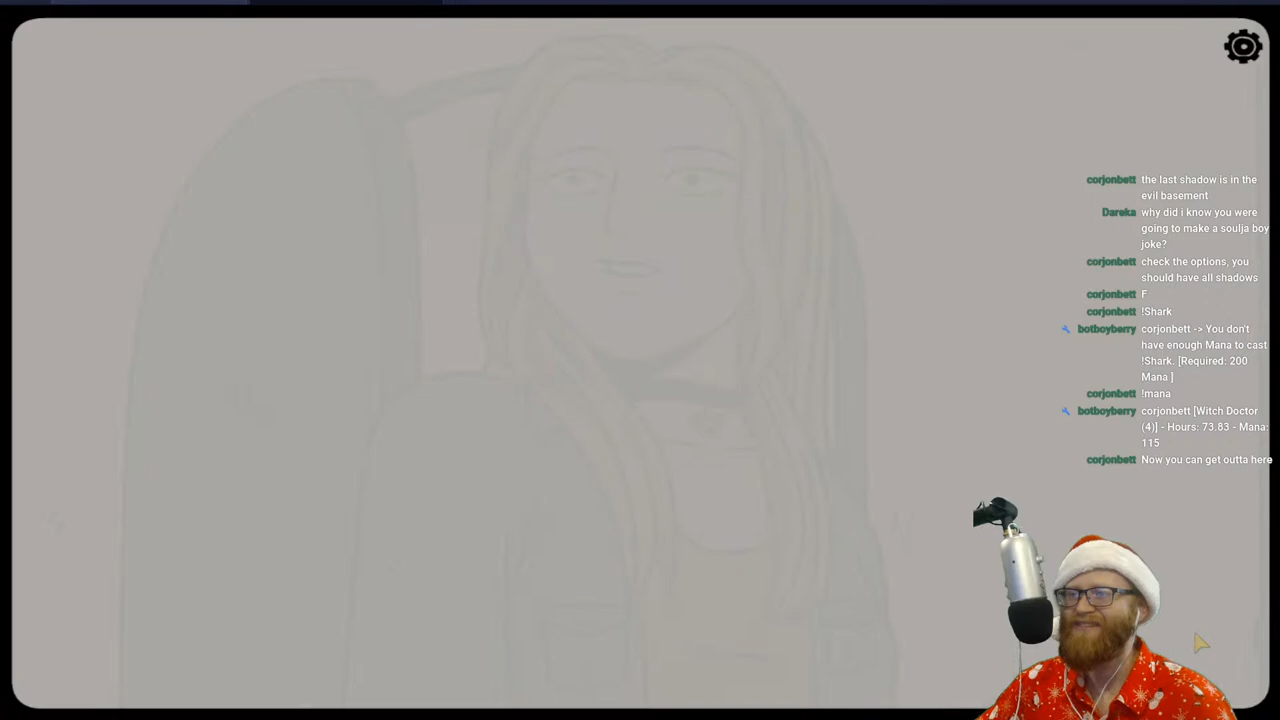 corjonbett the last shadow is in the
evil basement
Dareka why did i know you were
going to make a soulja boy
joke?
corjonbett check the options, you
should have all shadows
corjonbett F
corjonbett !Shark
botboyberry corjonbett -> You don't
have enough Mana to cast
!Shark. [Required: 200
Mana ]
corjonbett !mana
botboyberry corjonbett [Witch Doctor
(4)] - Hours: 73.83 - Mana:
115
corjonbett Now you can get outta here